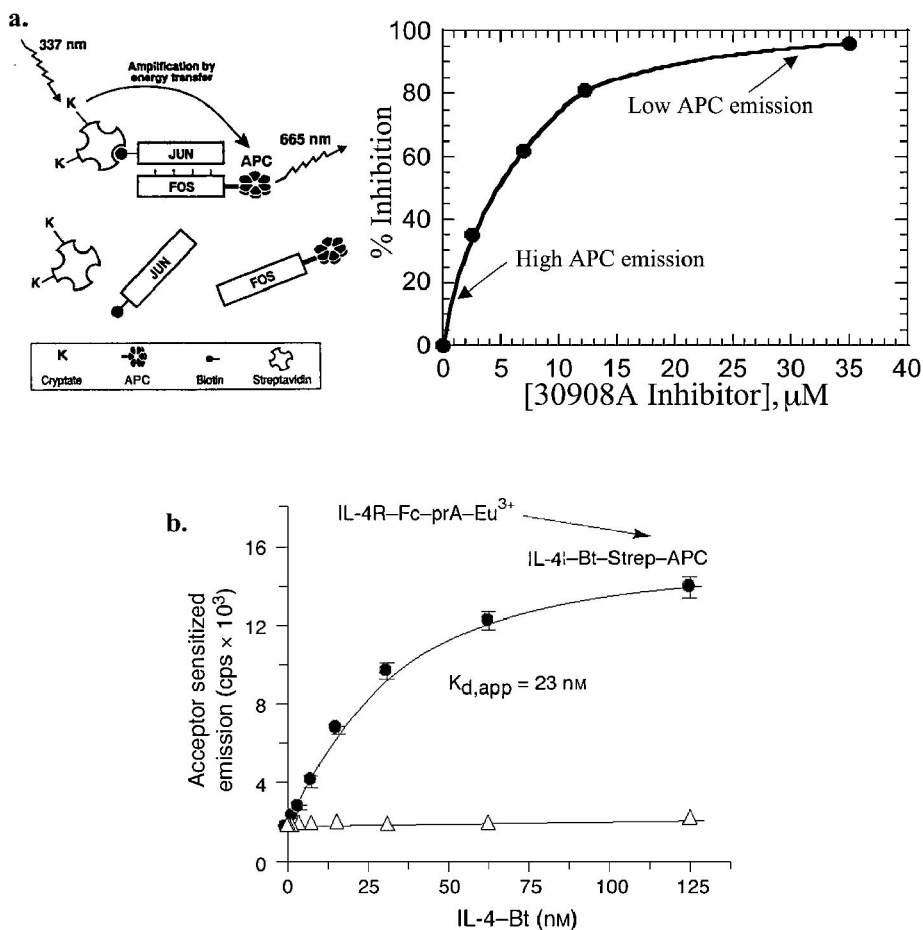 a.
337 nm
Amplification by
energy transfer
K
K
JUN
FOS
APC
665 nm
K
K
JUN
FOS
K
Cryptate
APC
Biotin
Streptavidin
% Inhibition
100
80
60
40
20
0
Low APC emission
High APC emission
0 5 10 15 20 25 30 35 40
[30908A Inhibitor], μM
b.
IL-4R–Fc–prA–Eu³⁺
IL-4|–Bt–Strep–APC
Acceptor sensitized
emission (cps × 10³)
16
12
8
4
0
Kd,app = 23 nM
0 25 50 75 100 125
IL-4–Bt (nM)